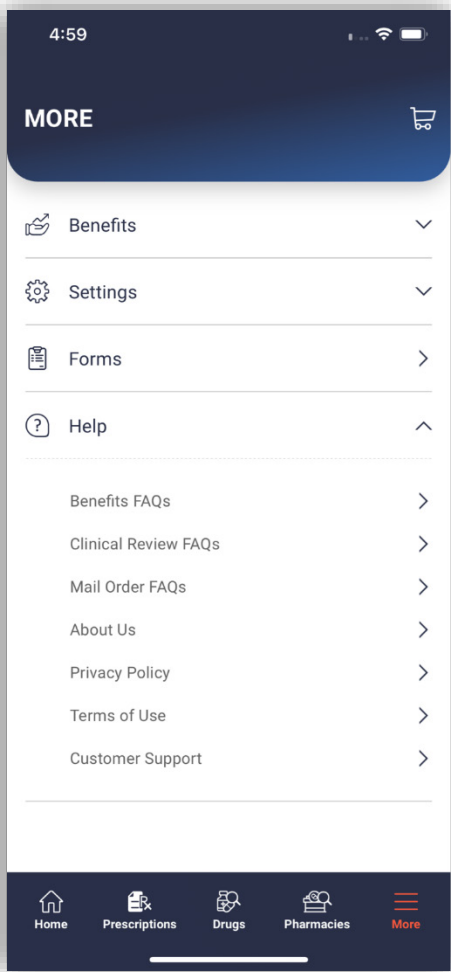 4:59
MORE
Benefits
Settings
Forms
Help
Benefits FAQs
Clinical Review FAQs
Mail Order FAQs
About Us
Privacy Policy
Terms of Use
Customer Support
Home Prescriptions Drugs Pharmacies More